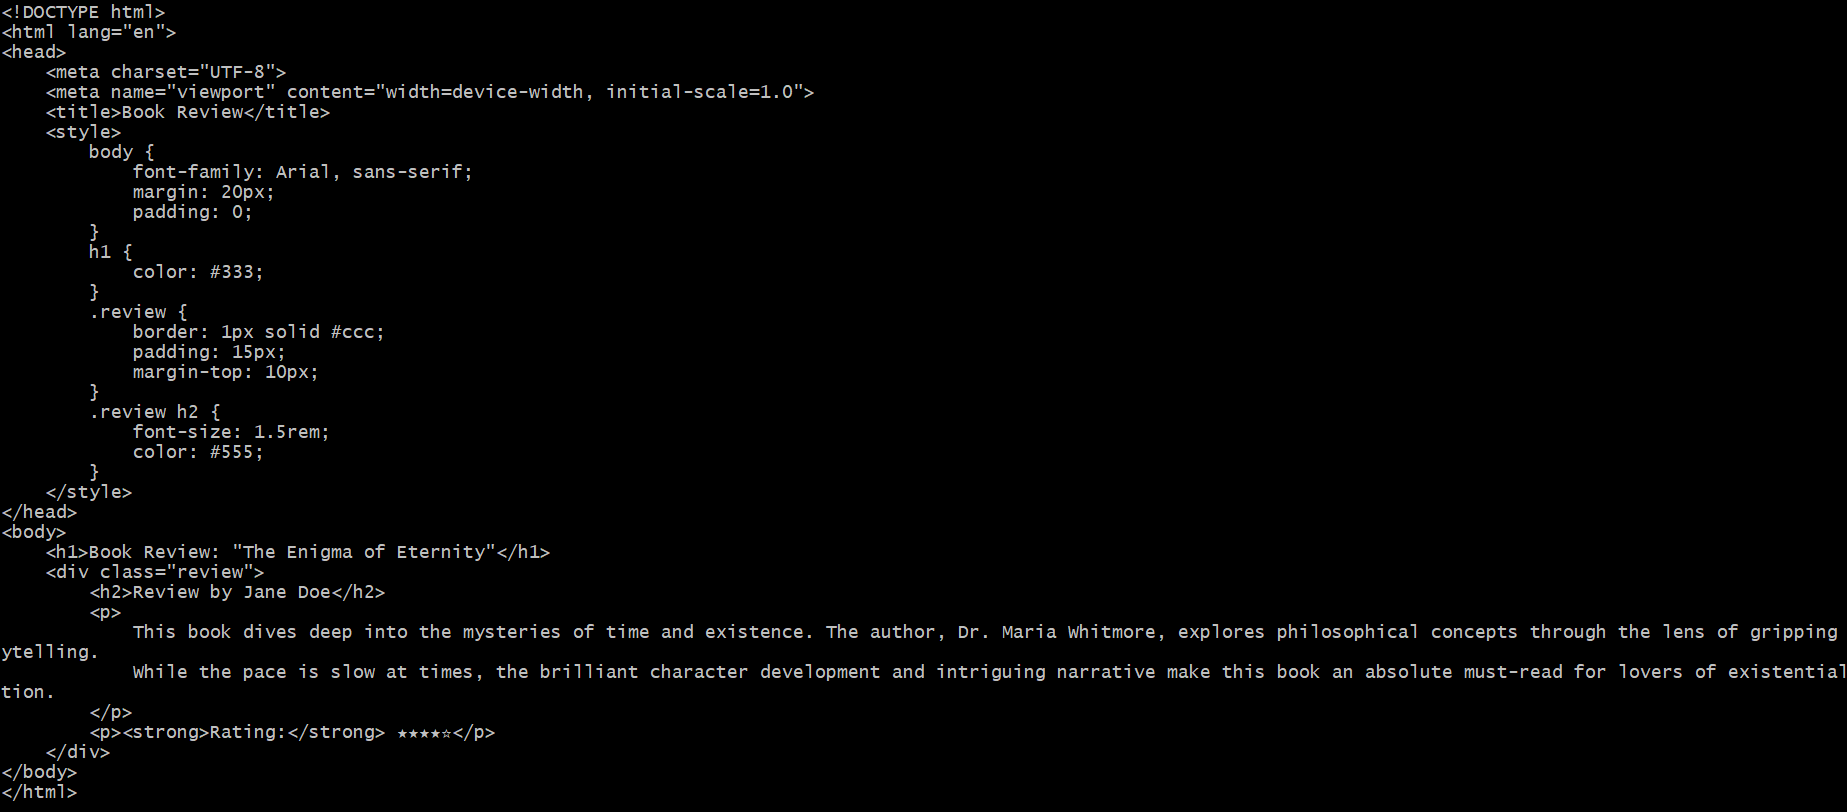 <!DOCTYPE html>
<html lang="en">
<head>
    <meta charset="UTF-8">
    <meta name="viewport" content="width=device-width, initial-scale=1.0">
    <title>Book Review</title>
    <style>
        body {
            font-family: Arial, sans-serif;
            margin: 20px;
            padding: 0;
        }
        h1 {
            color: #333;
        }
        .review {
            border: 1px solid #ccc;
            padding: 15px;
            margin-top: 10px;
        }
        .review h2 {
            font-size: 1.5rem;
            color: #555;
        }
    </style>
</head>
<body>
    <h1>Book Review: "The Enigma of Eternity"</h1>
    <div class="review">
        <h2>Review by Jane Doe</h2>
        <p>
            This book dives deep into the mysteries of time and existence. The author, Dr. Maria Whitmore, explores philosophical concepts through the lens of gripping
ytelling.
            While the pace is slow at times, the brilliant character development and intriguing narrative make this book an absolute must-read for lovers of existential
tion.
        </p>
        <p><strong>Rating:</strong> ★★★★☆</p>
    </div>
</body>
</html>